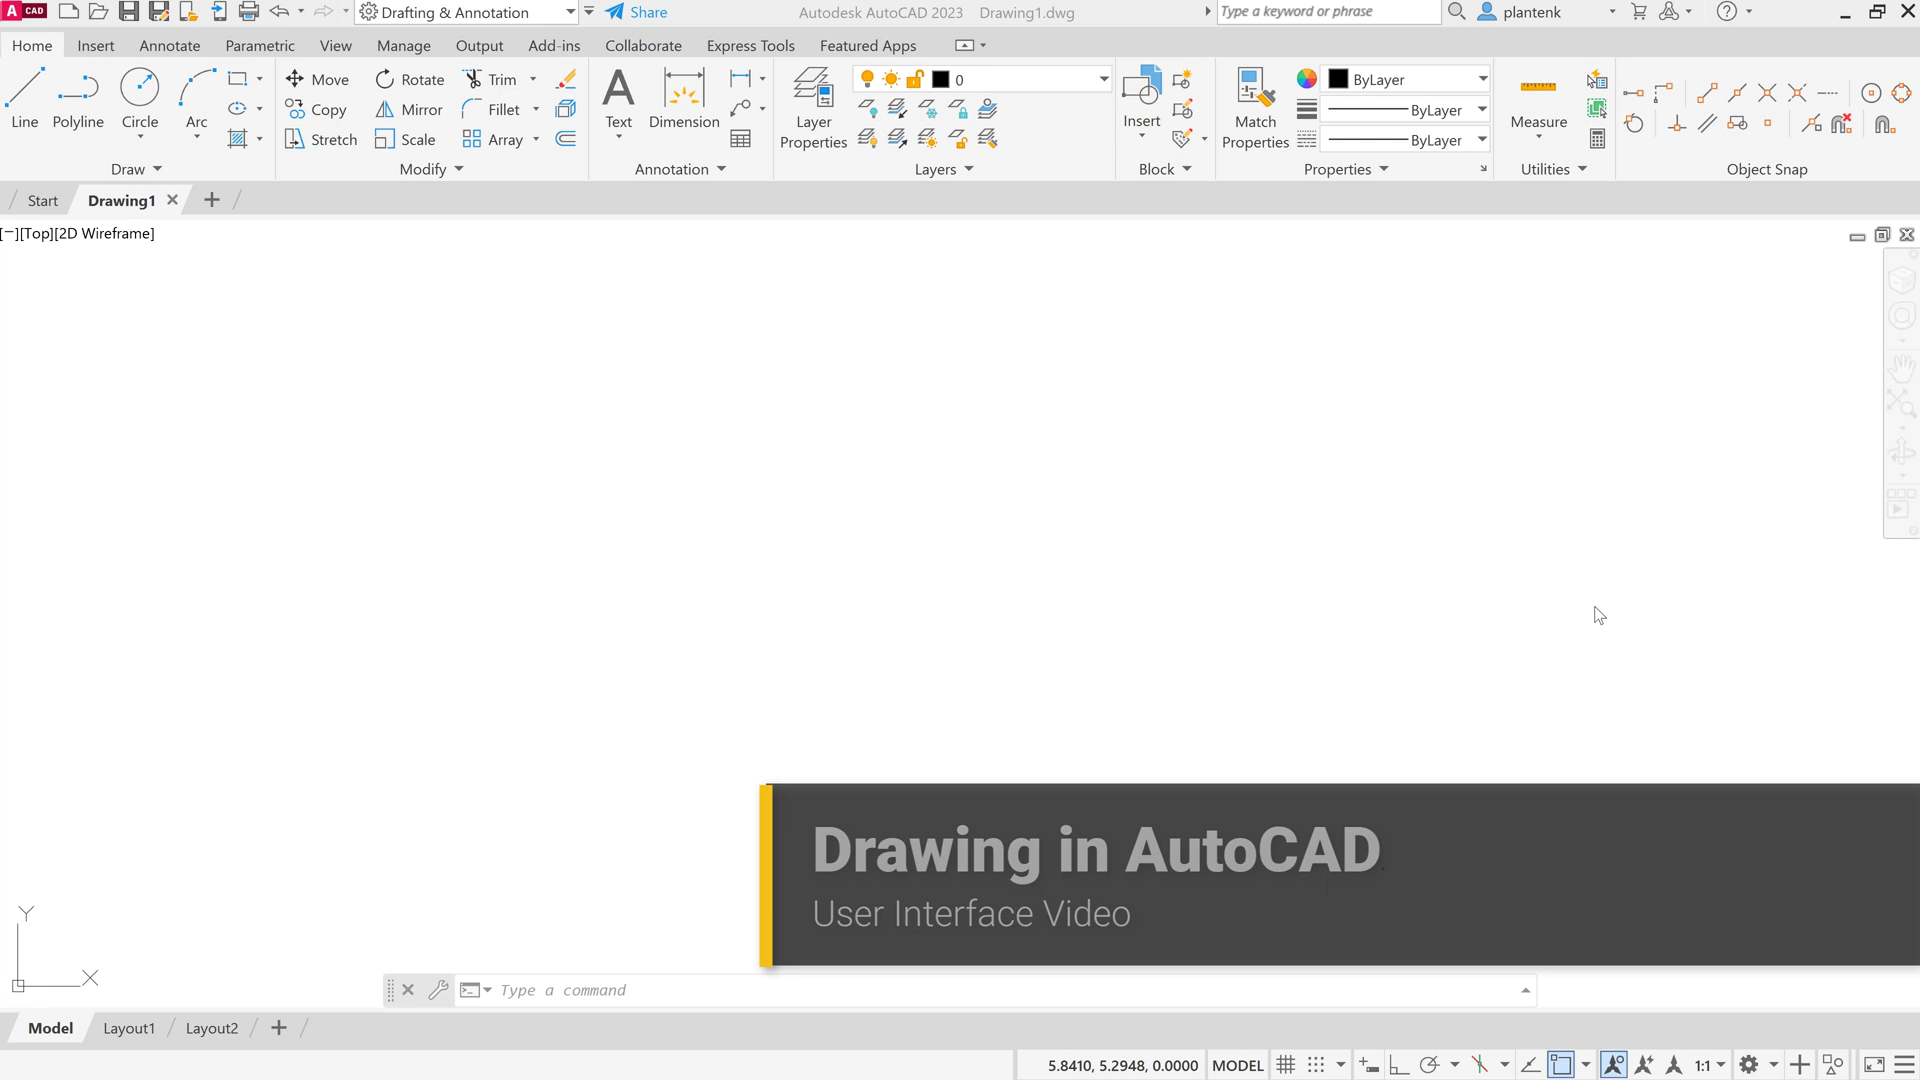 A CAD Drafting & Annotation Share Autodesk AutoCAD 2023 Drawing1.dwg Type a keyword or phrase plantenk ?
Home Insert Annotate Parametric View Manage Output Add-ins Collaborate Express Tools Featured Apps
Move Rotate Trim 0 ByLayer
Line Polyline Circle Arc Copy Mirror Fillet Text Dimension Layer Properties Insert Match Properties ByLayer Measure
Stretch Scale Array ByLayer
Draw Modify Annotation Layers Block Properties Utilities Object Snap
Start Drawing1
[−][Top][2D Wireframe]
Drawing in AutoCAD
User Interface Video
Y
X
Type a command
Model Layout1 Layout2
5.8410, 5.2948, 0.0000 MODEL 1:1